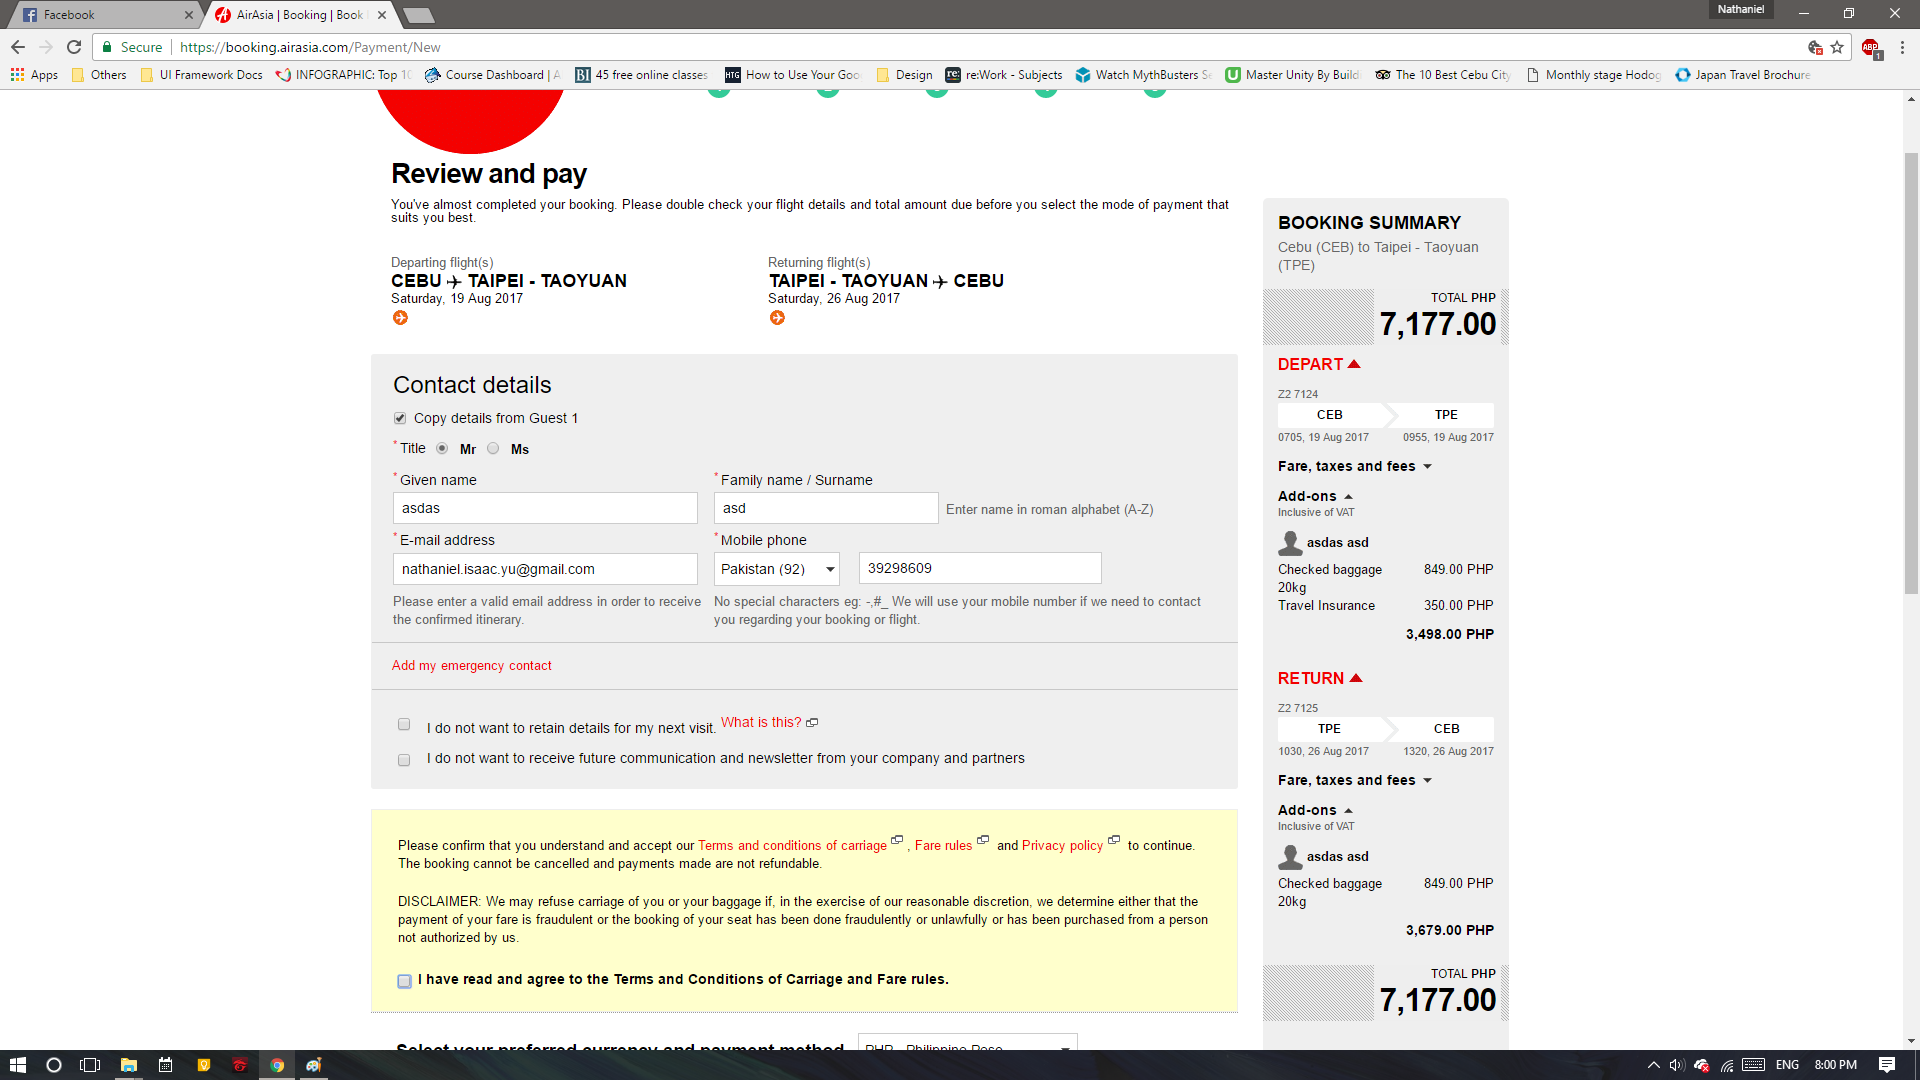 Facebook
AirAsia | Booking | Book
Nathaniel
Secure
https://booking.airasia.com/Payment/New
ABP
1
Apps
Others
UI Framework Docs
INFOGRAPHIC: Top 10
Course Dashboard | A
BI
45 free online classes
HTG
How to Use Your Goo
Design
re:
re:Work - Subjects
Watch MythBusters Se
Master Unity By Buildi
The 10 Best Cebu City
Monthly stage Hodog
Japan Travel Brochure
Review and pay
You've almost completed your booking. Please double check your flight details and total amount due before you select the mode of payment that
suits you best.
Departing flight(s)
CEBU TAIPEI - TAOYUAN
Saturday, 19 Aug 2017
Returning flight(s)
TAIPEI - TAOYUAN CEBU
Saturday, 26 Aug 2017
Contact details
Copy details from Guest 1
*Title Mr Ms
*Given name
asdas
*Family name / Surname
asd
Enter name in roman alphabet (A-Z)
*E-mail address
nathaniel.isaac.yu@gmail.com
Please enter a valid email address in order to receive
the confirmed itinerary.
*Mobile phone
Pakistan (92)
39298609
No special characters eg: -,#_ We will use your mobile number if we need to contact
you regarding your booking or flight.
Add my emergency contact
I do not want to retain details for my next visit. What is this?
I do not want to receive future communication and newsletter from your company and partners
Please confirm that you understand and accept our Terms and conditions of carriage , Fare rules and Privacy policy to continue.
The booking cannot be cancelled and payments made are not refundable.
DISCLAIMER: We may refuse carriage of you or your baggage if, in the exercise of our reasonable discretion, we determine either that the
payment of your fare is fraudulent or the booking of your seat has been done fraudulently or unlawfully or has been purchased from a person
not authorized by us.
I have read and agree to the Terms and Conditions of Carriage and Fare rules.
Select your preferred currency and payment method
PHP - Philippine Peso
BOOKING SUMMARY
Cebu (CEB) to Taipei - Taoyuan
(TPE)
TOTAL PHP
7,177.00
DEPART
Z2 7124
CEB TPE
0705, 19 Aug 2017 0955, 19 Aug 2017
Fare, taxes and fees
Add-ons
Inclusive of VAT
asdas asd
Checked baggage 849.00 PHP
20kg
Travel Insurance 350.00 PHP
3,498.00 PHP
RETURN
Z2 7125
TPE CEB
1030, 26 Aug 2017 1320, 26 Aug 2017
Fare, taxes and fees
Add-ons
Inclusive of VAT
asdas asd
Checked baggage 849.00 PHP
20kg
3,679.00 PHP
TOTAL PHP
7,177.00
ENG
8:00 PM